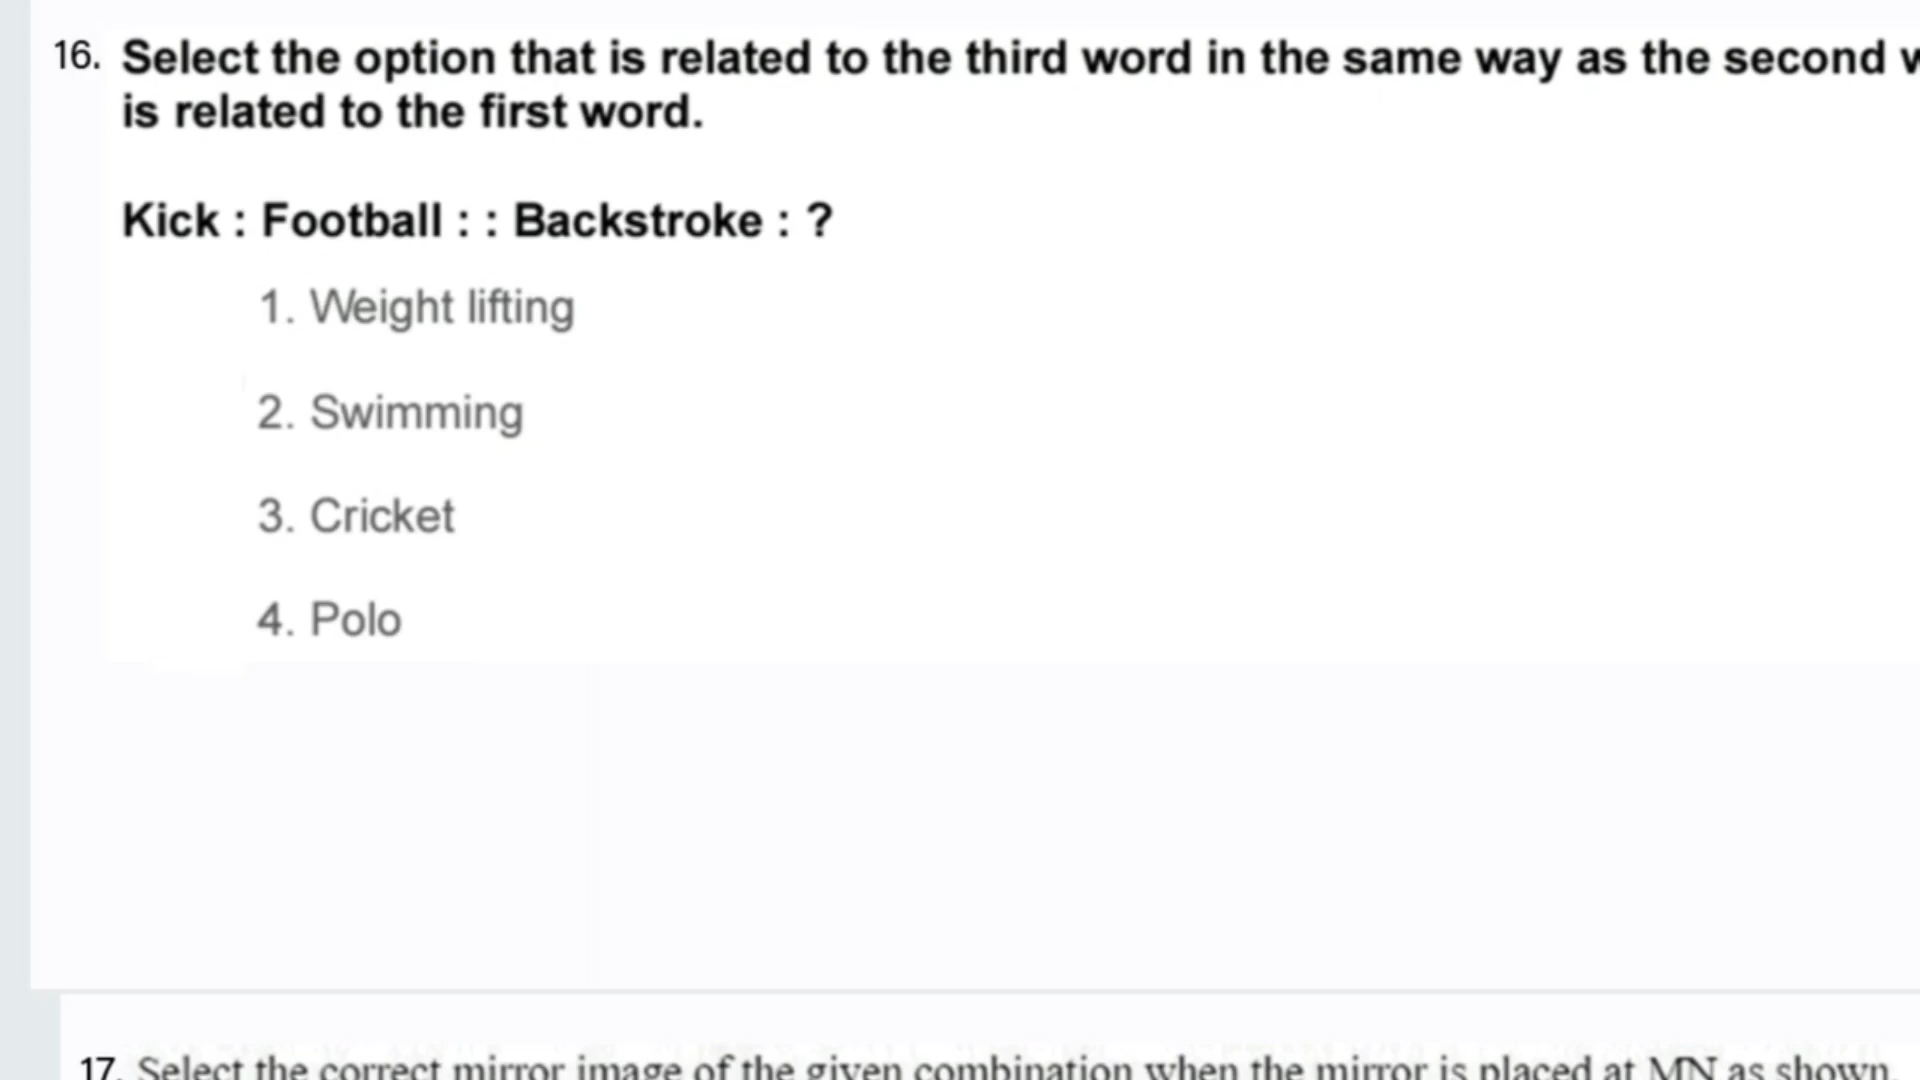 16. Select the option that is related to the third word in the same way as the second
is related to the first word.
Kick : Football : : Backstroke : ?
1. Weight lifting
2. Swimming
3. Cricket
4. Polo
17. Select the correct mirror image of the given combination when the mirror is placed at MN as shown.